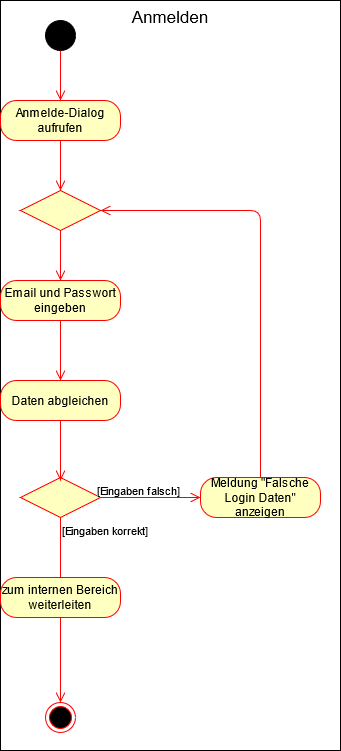 Anmelden
Anmelde-Dialog
aufrufen
Email und Passwort
eingeben
Daten abgleichen
[Eingaben falsch]
Meldung "Falsche
Login Daten"
anzeigen
[Eingaben korrekt]
zum internen Bereich
weiterleiten